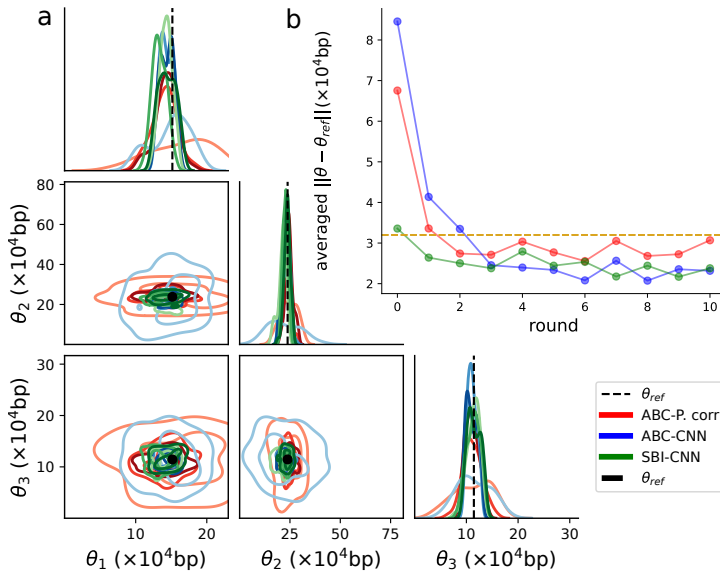 a
b
averaged ||θ − θ_ref|| (×10⁴bp)
8
7
6
5
4
3
2
0
2
4
6
8
10
round
θ₂ (×10⁴bp)
80
60
40
20
θ₃ (×10⁴bp)
30
20
10
10
20
θ₁ (×10⁴bp)
25
50
75
θ₂ (×10⁴bp)
10
20
30
θ₃ (×10⁴bp)
θ_ref
ABC-P. corr
ABC-CNN
SBI-CNN
θ_ref